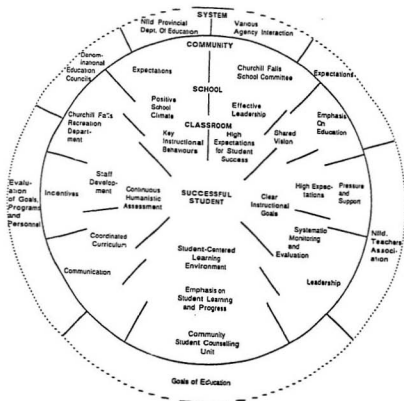 SYSTEM
Nfld Provincial
Dept. Of Education
Various
Agency Interaction
COMMUNITY
Denom-
inational
Education
Councils
Expectations
Churchill Falls
School Committee
Expectations
SCHOOL
Churchill Falls
Recreation
Depart-
ment
Positive
School
Climate
Effective
Leadership
Emphasis
On
Education
CLASSROOM
Key
Instructional
Behaviours
High
Expectations
for Student
Success
Shared
Vision
Evalu-
ation
of Goals,
Programs
and
Personnel
Incentives
Staff
Develop-
ment
Continuous
Humanistic
Assessment
SUCCESSFUL
STUDENT
Clear
Instructional
Goals
High Expec-
tations
Pressure
and
Support
Nfld.
Teachers'
Associ-
ation
Coordinated
Curriculum
Systematic
Monitoring
and
Evaluation
Communication
Student-Centered
Learning
Environment
Leadership
Emphasis on
Student Learning
and Progress
Community
Student Counselling
Unit
Goals of Education